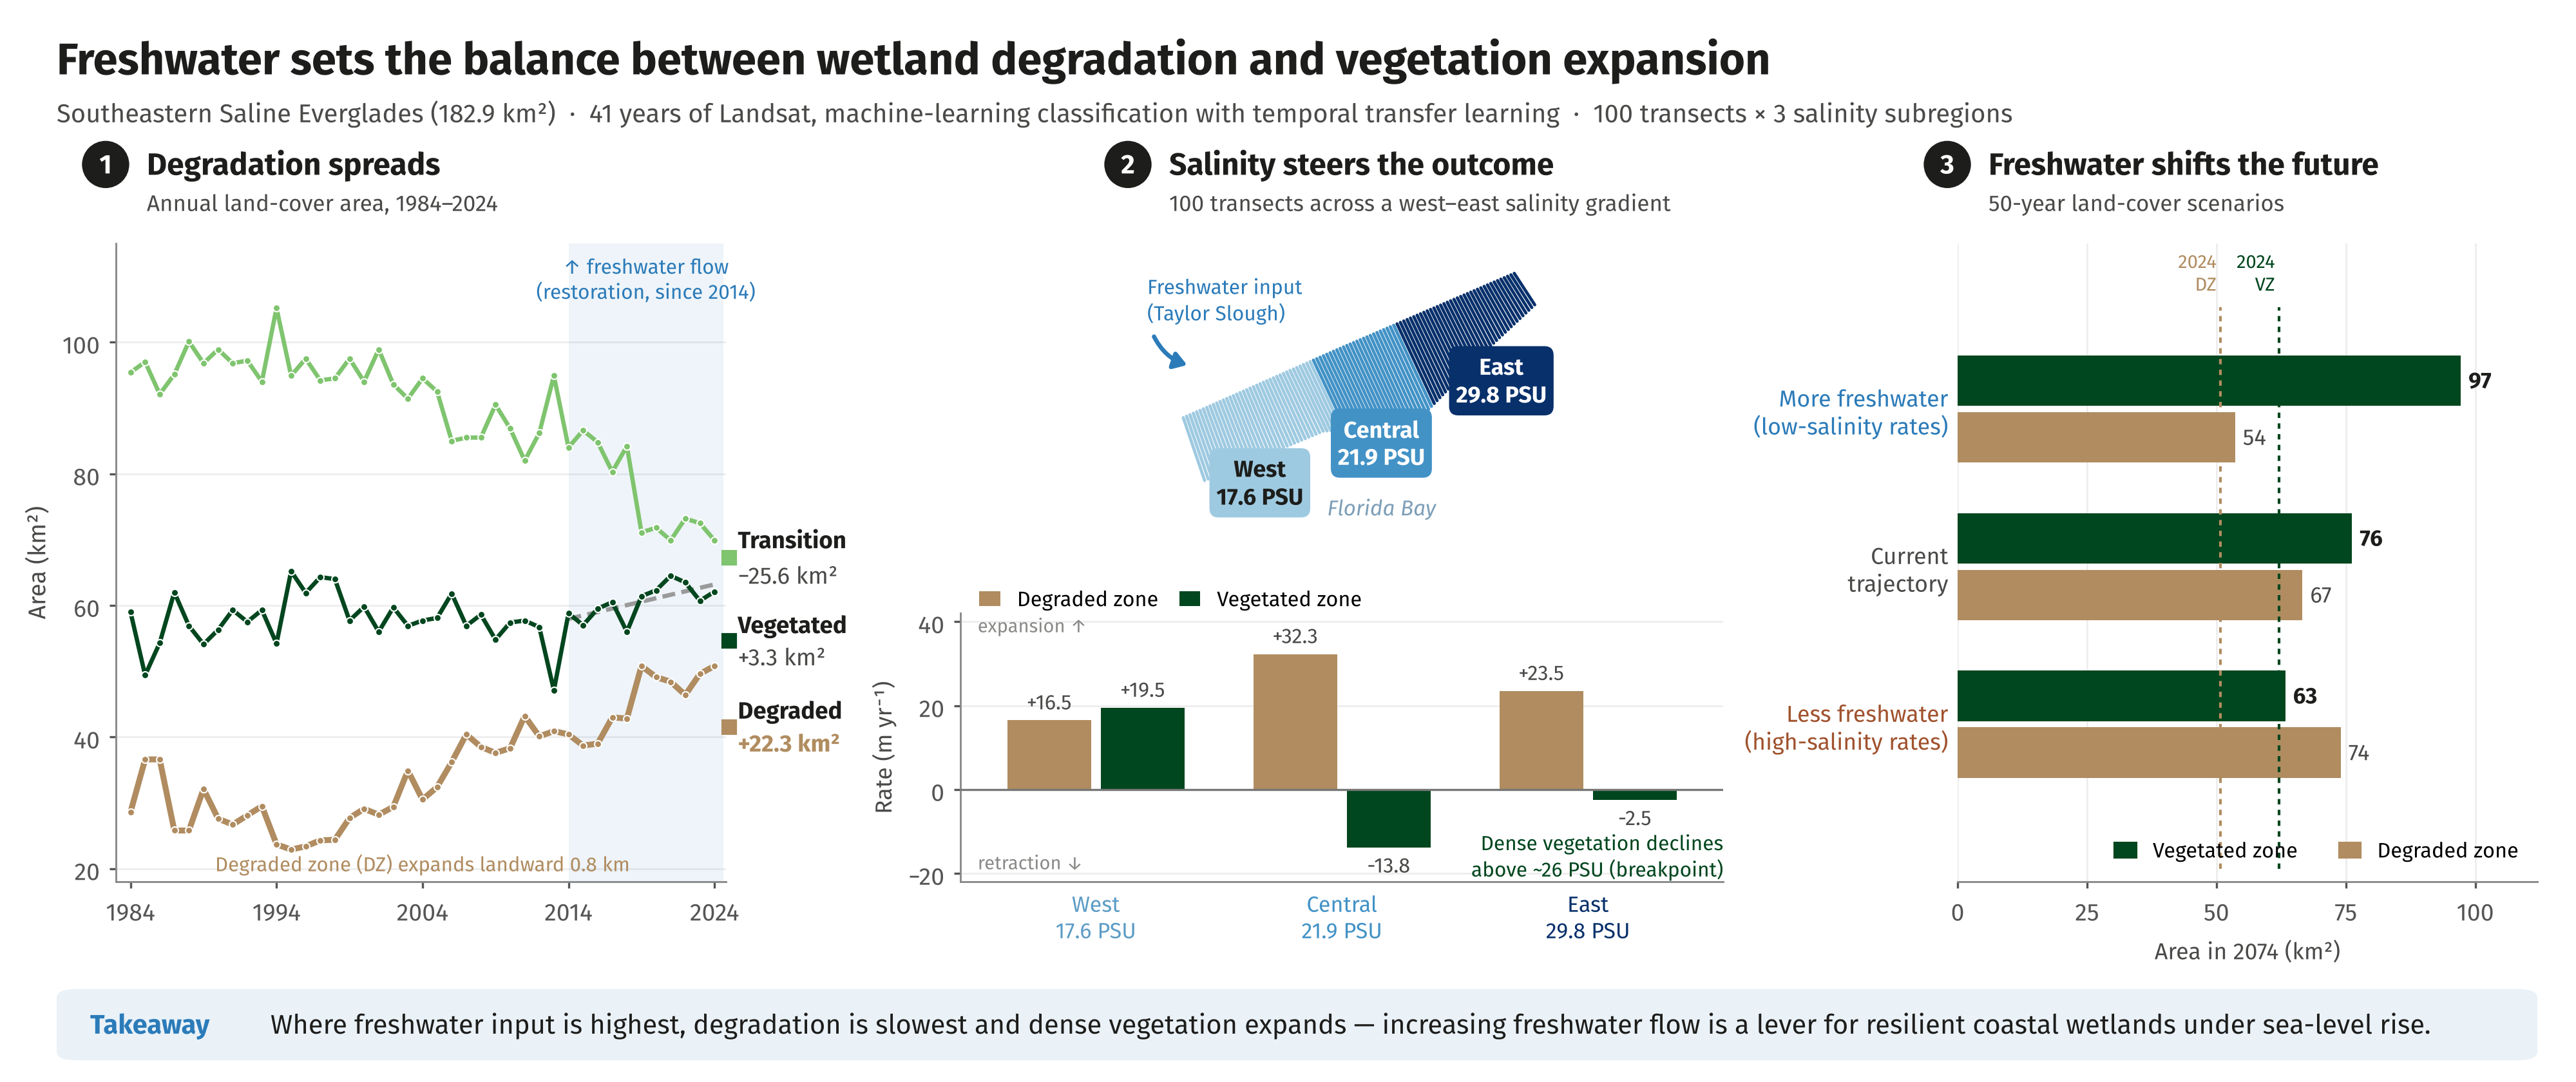 Freshwater sets the balance between wetland degradation and vegetation expansion
Southeastern Saline Everglades (182.9 km²) · 41 years of Landsat, machine-learning classification with temporal transfer learning · 100 transects × 3 salinity subregions
1 Degradation spreads
Annual land-cover area, 1984–2024
↑ freshwater flow
(restoration, since 2014)
Area (km²)
100
80
60
40
20
Transition
−25.6 km²
Vegetated
+3.3 km²
Degraded
+22.3 km²
Degraded zone (DZ) expands landward 0.8 km
1984 1994 2004 2014 2024
2 Salinity steers the outcome
100 transects across a west–east salinity gradient
Freshwater input
(Taylor Slough)
East
29.8 PSU
Central
21.9 PSU
West
17.6 PSU
Florida Bay
Degraded zone Vegetated zone
Rate (m yr⁻¹)
40
20
0
−20
expansion ↑
+16.5
+19.5
+32.3
-13.8
+23.5
-2.5
Dense vegetation declines
above ~26 PSU (breakpoint)
retraction ↓
West
17.6 PSU
Central
21.9 PSU
East
29.8 PSU
3 Freshwater shifts the future
50-year land-cover scenarios
2024
DZ
2024
VZ
More freshwater
(low-salinity rates)
97
54
Current
trajectory
76
67
Less freshwater
(high-salinity rates)
63
74
Vegetated zone Degraded zone
0 25 50 75 100
Area in 2074 (km²)
Takeaway Where freshwater input is highest, degradation is slowest and dense vegetation expands — increasing freshwater flow is a lever for resilient coastal wetlands under sea-level rise.